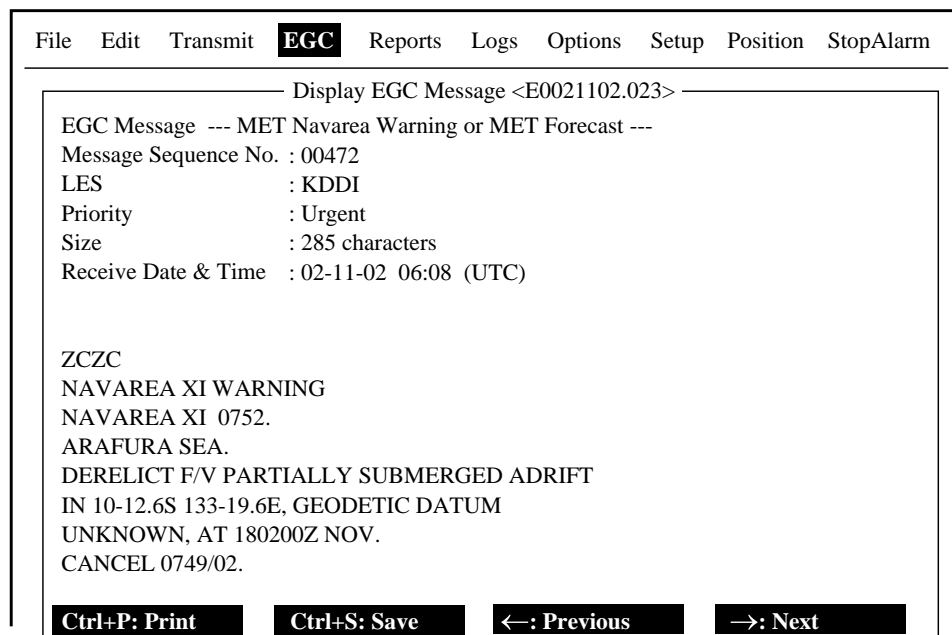 File Edit Transmit EGC Reports Logs Options Setup Position StopAlarm
Display EGC Message <E0021102.023>
EGC Message --- MET Navarea Warning or MET Forecast ---
Message Sequence No. : 00472
LES : KDDI
Priority : Urgent
Size : 285 characters
Receive Date & Time : 02-11-02 06:08 (UTC)
ZCZC
NAVAREA XI WARNING
NAVAREA XI 0752.
ARAFURA SEA.
DERELICT F/V PARTIALLY SUBMERGED ADRIFT
IN 10-12.6S 133-19.6E, GEODETIC DATUM
UNKNOWN, AT 180200Z NOV.
CANCEL 0749/02.
Ctrl+P: Print Ctrl+S: Save ←: Previous →: Next